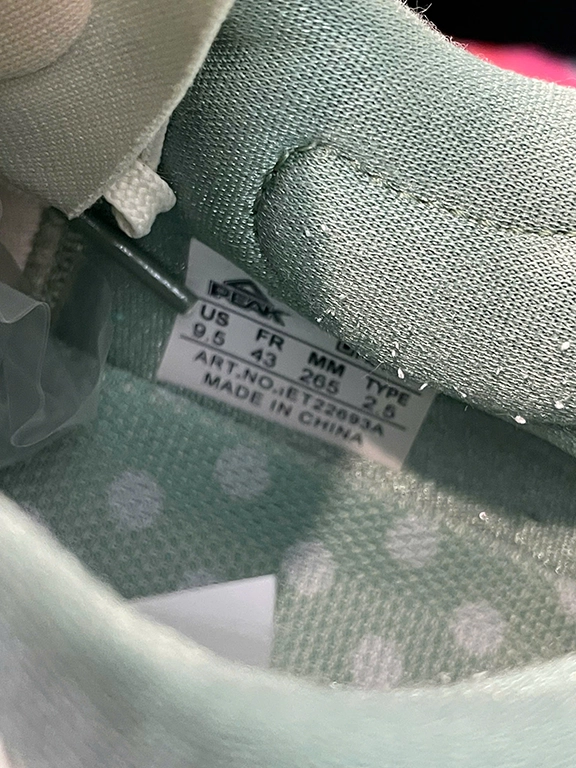 PEAK
US FR MM TYPE
9.5 43 265 2.5
ART.NO.:ET22693A
MADE IN CHINA